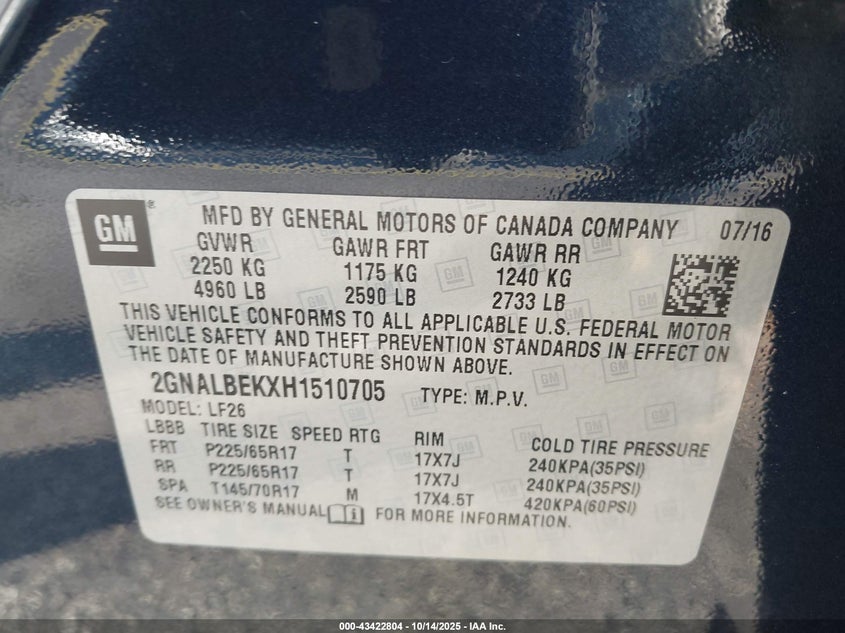 GM ® MFD BY GENERAL MOTORS OF CANADA COMPANY 07/16
GVWR GAWR FRT GAWR RR
2250 KG 1175 KG 1240 KG
4960 LB 2590 LB 2733 LB
THIS VEHICLE CONFORMS TO ALL APPLICABLE U.S. FEDERAL MOTOR
VEHICLE SAFETY AND THEFT PREVENTION STANDARDS IN EFFECT ON
THE DATE OF MANUFACTURE SHOWN ABOVE.
2GNALBEKXH1510705 TYPE: M.P.V.
MODEL: LF26
LBBB TIRE SIZE SPEED RTG RIM COLD TIRE PRESSURE
FRT P225/65R17 T 17X7J 240KPA(35PSI)
RR P225/65R17 T 17X7J 240KPA(35PSI)
SPA T145/70R17 M 17X4.5T 420KPA(60PSI)
SEE OWNER'S MANUAL FOR MORE INFORMATION.
000-43422804 | 10/14/2025 - IAA Inc.